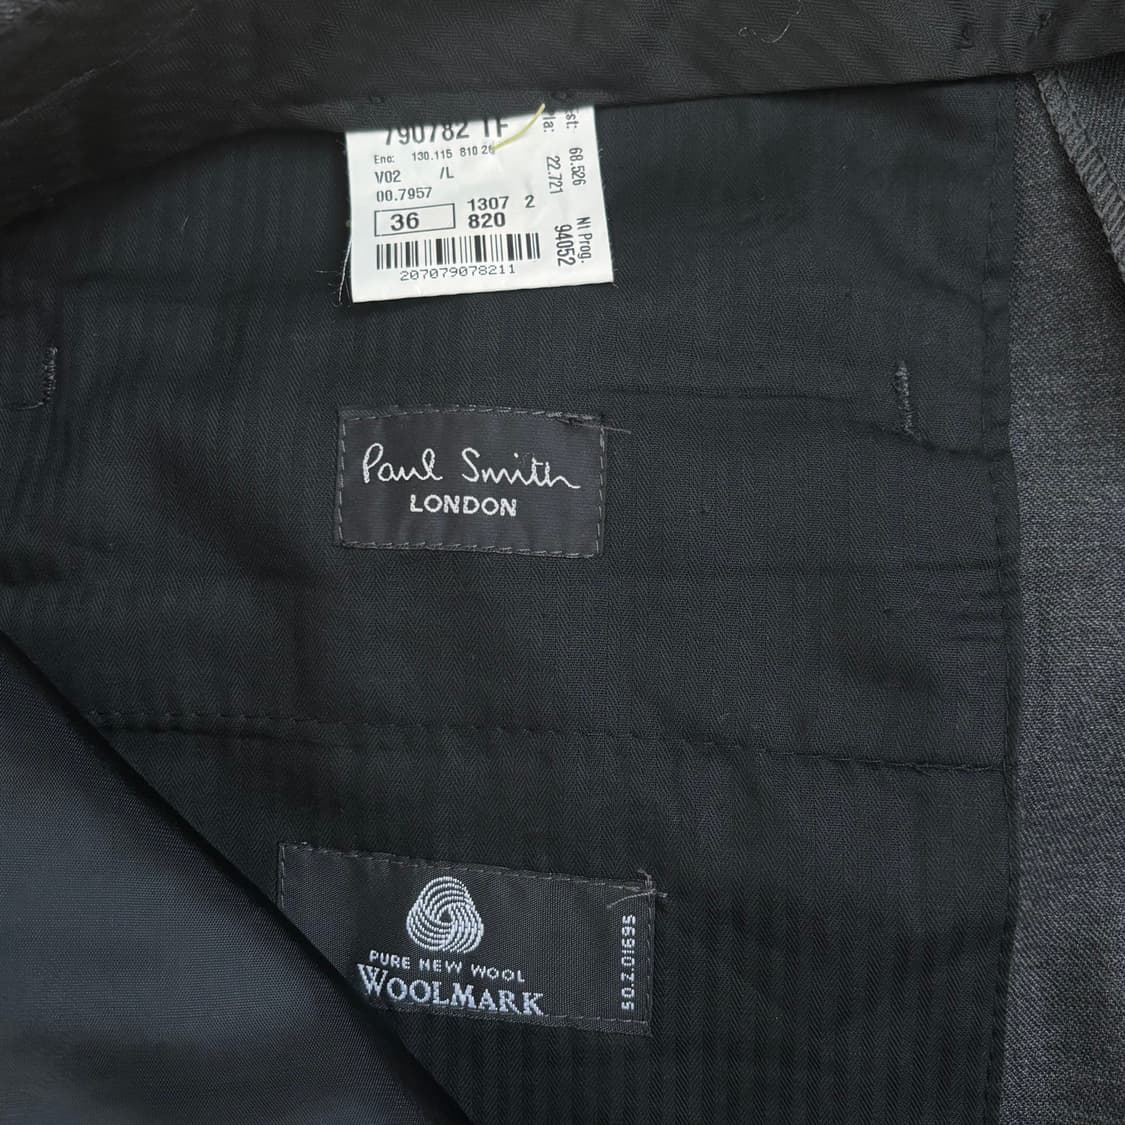 790782 TF
Enc: 130.115 810 26
V02 /L
00.7957
36
1307 2
820
207079078211
68.526
22.721
NI Prog.
94052
Paul Smith
LONDON
PURE NEW WOOL
WOOLMARK
50.Z.01695